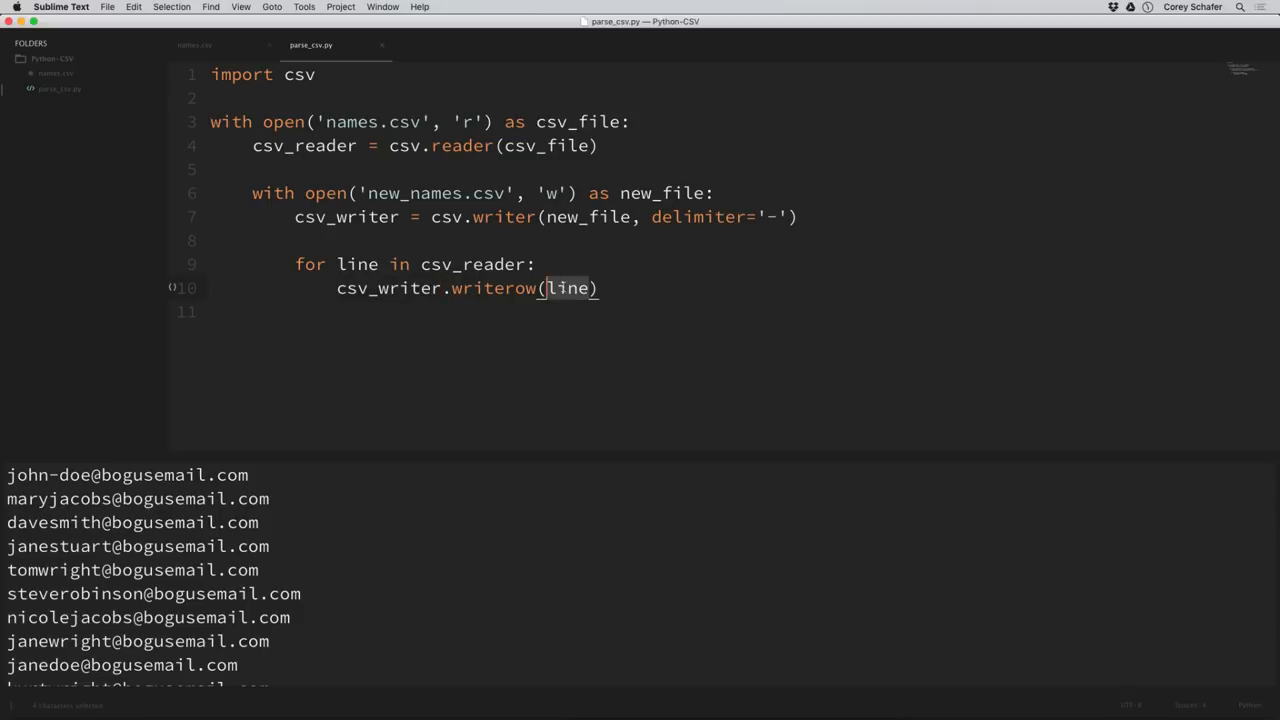 Sublime Text File Edit Selection Find View Goto Tools Project Window Help Corey Schafer
parse_csv.py — Python-CSV
FOLDERS
Python-CSV
names.csv
parse_csv.py
names.csv × parse_csv.py ×
1 import csv
2
3 with open('names.csv', 'r') as csv_file:
4 csv_reader = csv.reader(csv_file)
5
6 with open('new_names.csv', 'w') as new_file:
7 csv_writer = csv.writer(new_file, delimiter='-')
8
9 for line in csv_reader:
() 10 csv_writer.writerow(line)
11
john-doe@bogusemail.com
maryjacobs@bogusemail.com
davesmith@bogusemail.com
janestuart@bogusemail.com
tomwright@bogusemail.com
steverobinson@bogusemail.com
nicolejacobs@bogusemail.com
janewright@bogusemail.com
janedoe@bogusemail.com
4 characters selected UTF-8 Spaces: 4 Python